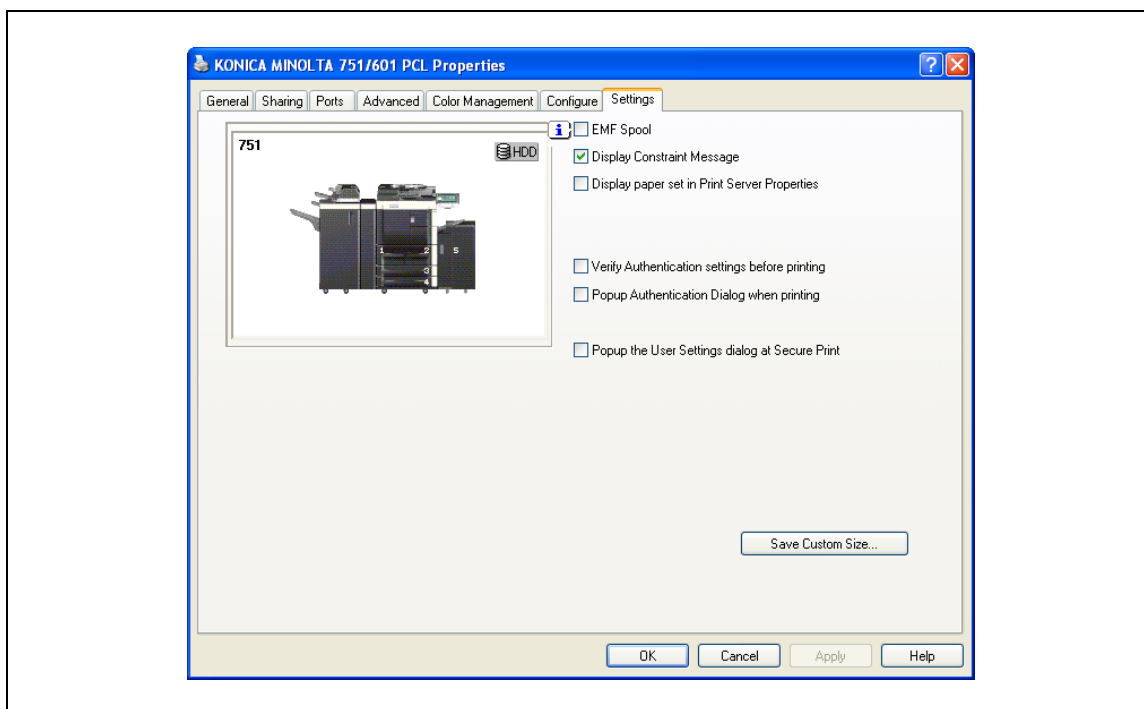 KONICA MINOLTA 751/601 PCL Properties
General Sharing Ports Advanced Color Management Configure Settings
751
HDD
1 2 5
3
4
EMF Spool
Display Constraint Message
Display paper set in Print Server Properties
Verify Authentication settings before printing
Popup Authentication Dialog when printing
Popup the User Settings dialog at Secure Print
Save Custom Size...
OK Cancel Apply Help